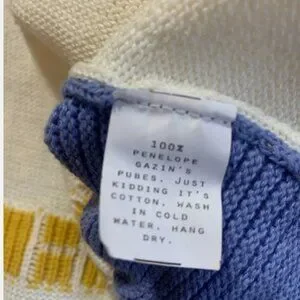 100%
PENELOPE
GAZIN'S
PUBES. JUST
KIDDING IT'S
COTTON. WASH
IN COLD
WATER. HANG
DRY.